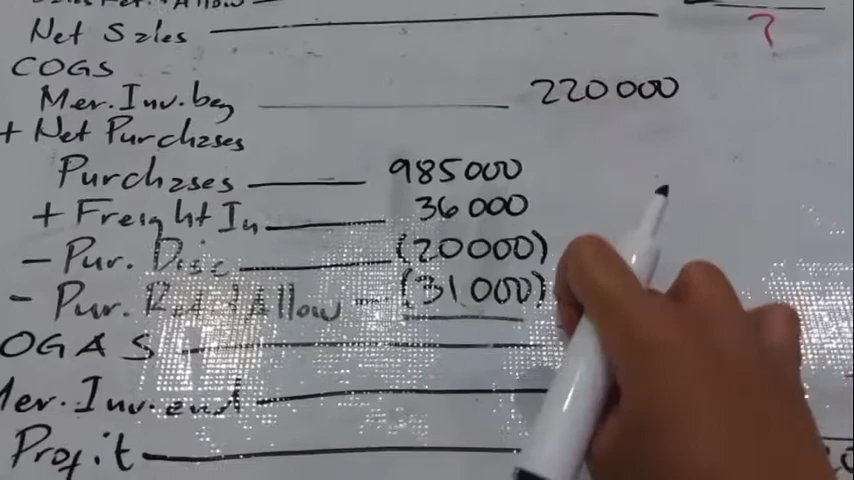 Net Sales ?
COGS
Mer. Inv. beg 220000
+ Net Purchases
Purchases 985000
+ Freight In 36000
- Pur. Disc (20000)
- Pur. Allow (31000)
OGAS
Mer. Inv. end
Profit